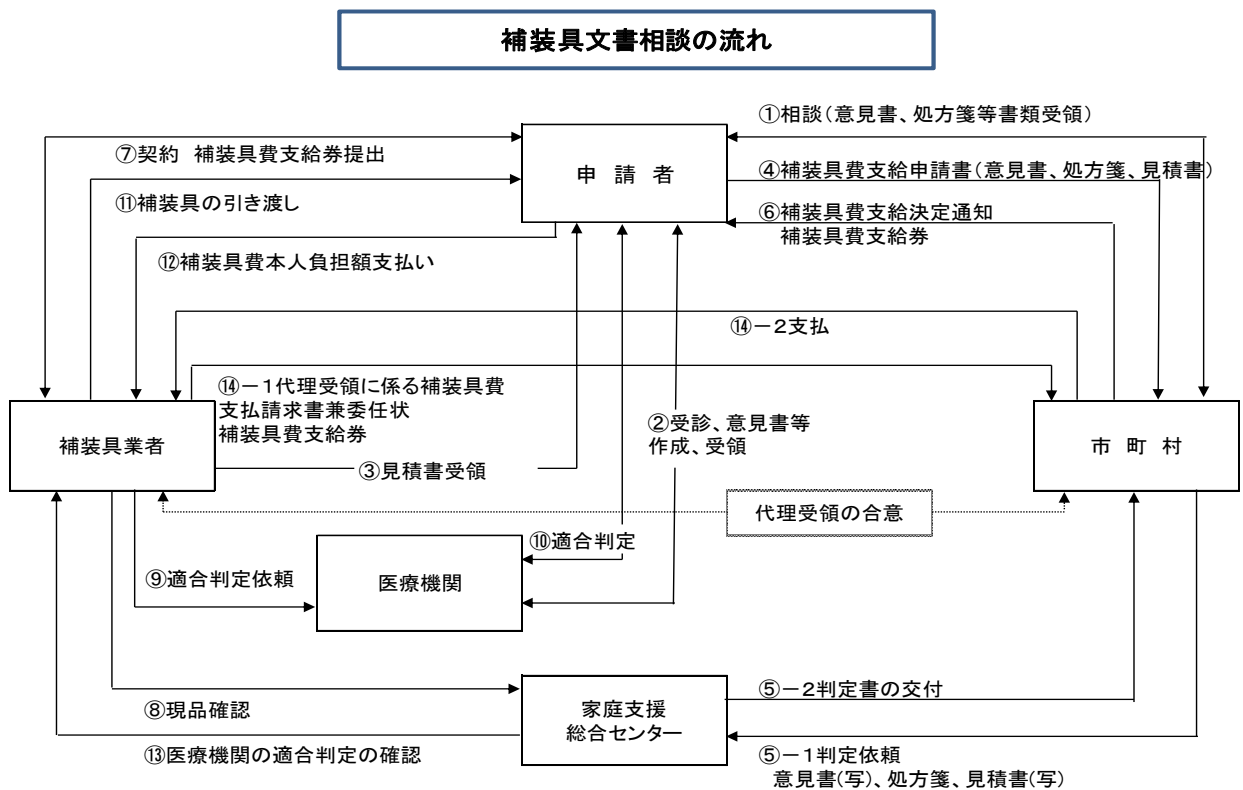 補装具文書相談の流れ
①相談(意見書、処方箋等書類受領)
⑦契約 補装具費支給券提出
申 請 者
④補装具費支給申請書(意見書、処方箋、見積書)
⑪補装具の引き渡し
⑥補装具費支給決定通知
補装具費支給券
⑫補装具費本人負担額支払い
⑭-2支払
⑭-1代理受領に係る補装具費
支払請求書兼委任状
補装具費支給券
補装具業者
②受診、意見書等
作成、受領
市 町 村
③見積書受領
代理受領の合意
⑩適合判定
⑨適合判定依頼
医療機関
⑤-2判定書の交付
⑧現品確認
家庭支援
総合センター
⑬医療機関の適合判定の確認
⑤-1判定依頼
意見書(写)、処方箋、見積書(写)